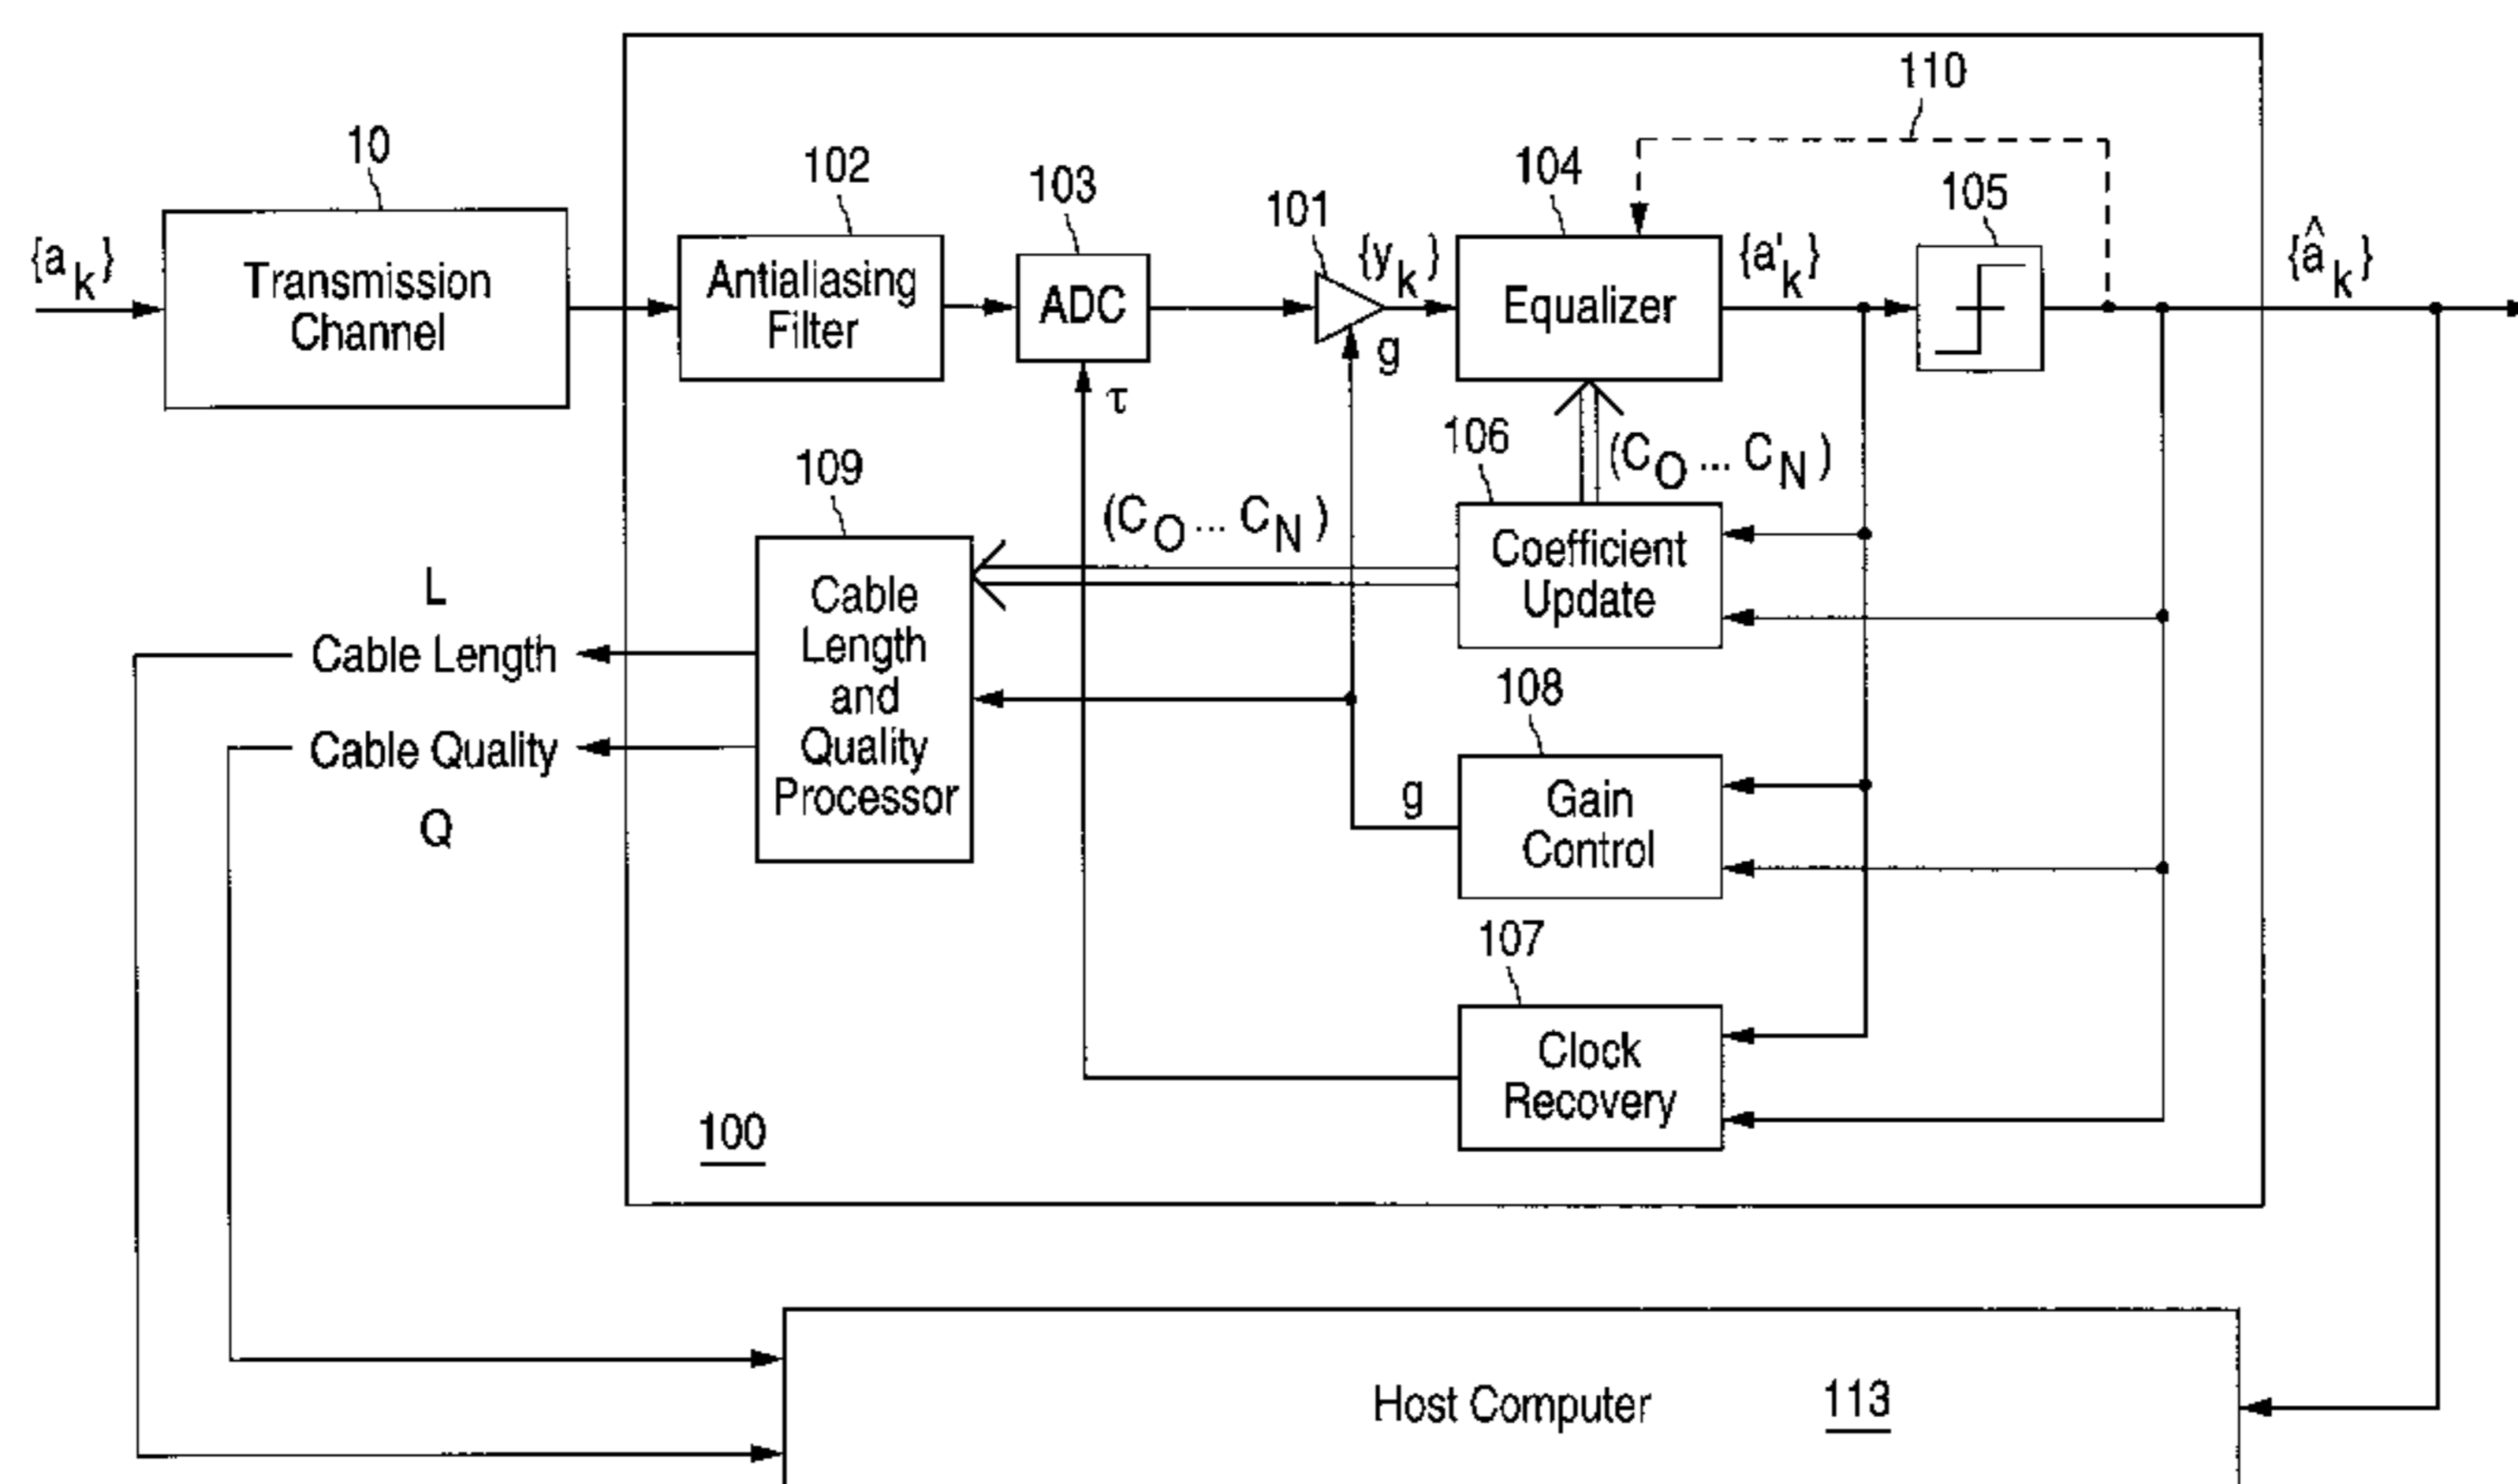 110
10
102
103
101
104
105
{a_k}
Transmission
Channel
Antialiasing
Filter
ADC
{y_k}
Equalizer
{a'_k}
{â_k}
g
τ
106
(C_O ... C_N)
109
(C_O ... C_N)
Coefficient
Update
L
Cable Length
Cable
Length
and
Quality
Processor
108
Cable Quality
Q
g
Gain
Control
107
Clock
Recovery
100
Host Computer
113